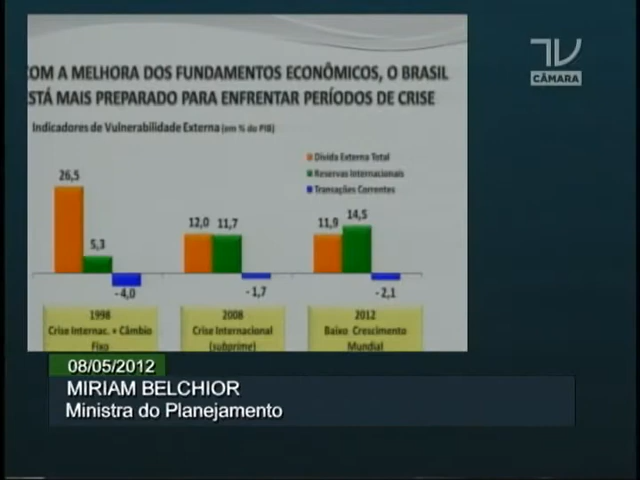 COM A MELHORA DOS FUNDAMENTOS ECONÔMICOS, O BRASIL
STÁ MAIS PREPARADO PARA ENFRENTAR PERÍODOS DE CRISE
TV
CÂMARA
Indicadores de Vulnerabilidade Externa (em % do PIB)
Dívida Externa Total
Reservas Internacionais
Transações Correntes
26,5
5,3
-4,0
12,0
11,7
-1,7
11,9
14,5
-2,1
1998
Crise Internac. + Câmbio
Fixo
2008
Crise Internacional
(subprime)
2012
Baixo Crescimento
Mundial
08/05/2012
MIRIAM BELCHIOR
Ministra do Planejamento